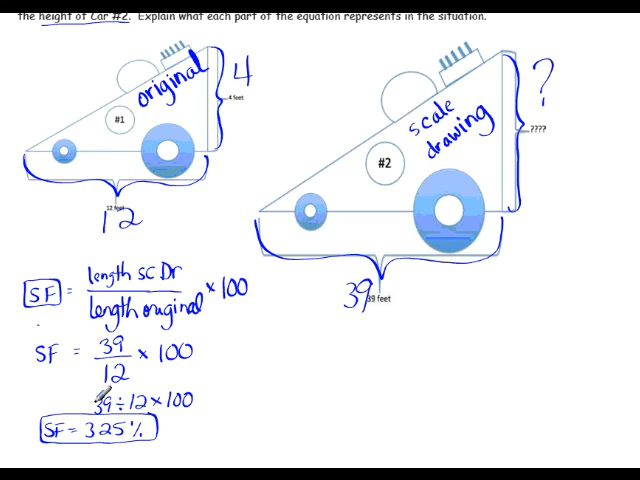 the height of Car #2. Explain what each part of the equation represents in the situation.
original
4
4 feet
#1
12 feet
12
scale
drawing
?
????
#2
39
39 feet
SF = length SC Dr / length original × 100
SF = 39 / 12 × 100
39 ÷ 12 × 100
SF = 325%